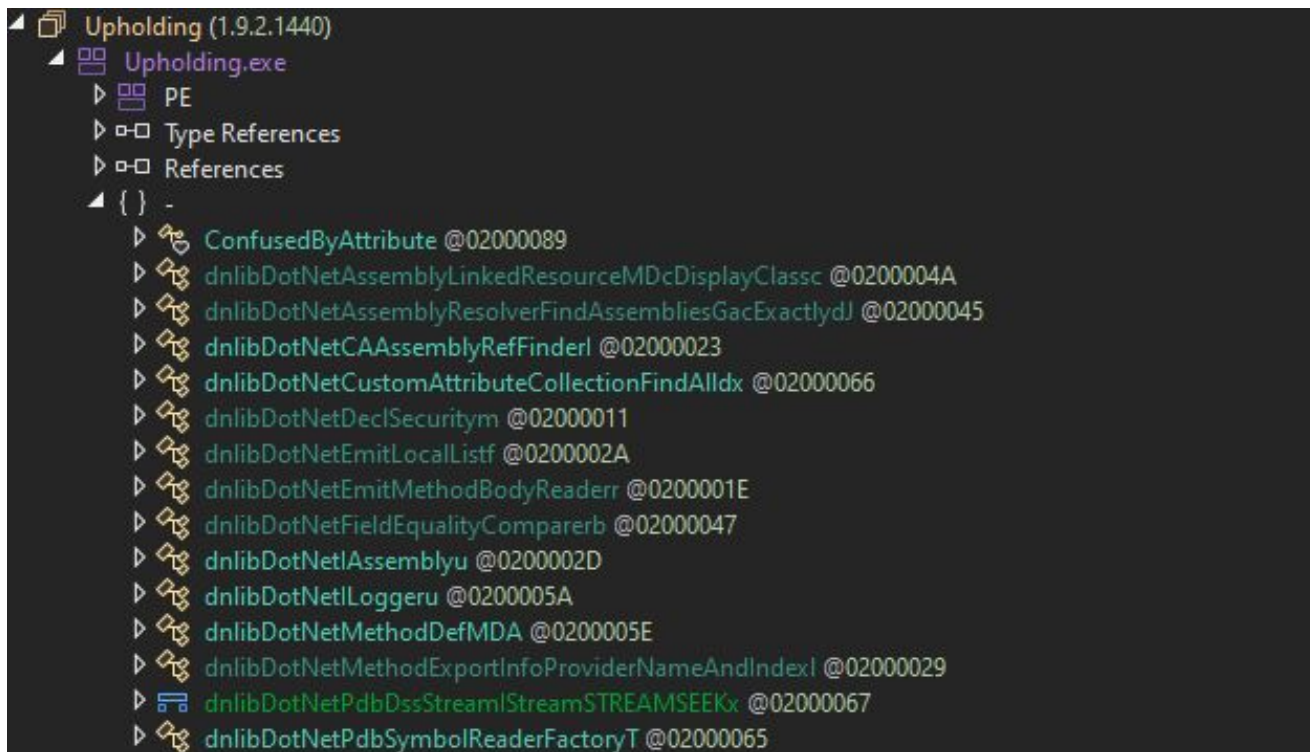 Upholding (1.9.2.1440)
Upholding.exe
PE
Type References
References
{ } -
ConfusedByAttribute @02000089
dnlibDotNetAssemblyLinkedResourceMDcDisplayClassc @0200004A
dnlibDotNetAssemblyResolverFindAssembliesGacExactlydJ @02000045
dnlibDotNetCAAssemblyRefFinderI @02000023
dnlibDotNetCustomAttributeCollectionFindAlldx @02000066
dnlibDotNetDeclSecuritym @02000011
dnlibDotNetEmitLocalListf @0200002A
dnlibDotNetEmitMethodBodyReaderr @0200001E
dnlibDotNetFieldEqualityComparerb @02000047
dnlibDotNetIAssemblyu @0200002D
dnlibDotNetILoggeru @0200005A
dnlibDotNetMethodDefMDA @0200005E
dnlibDotNetMethodExportInfoProviderNameAndIndexI @02000029
dnlibDotNetPdbDssStreamIStreamSTREAMSEEKx @02000067
dnlibDotNetPdbSymbolReaderFactoryT @02000065